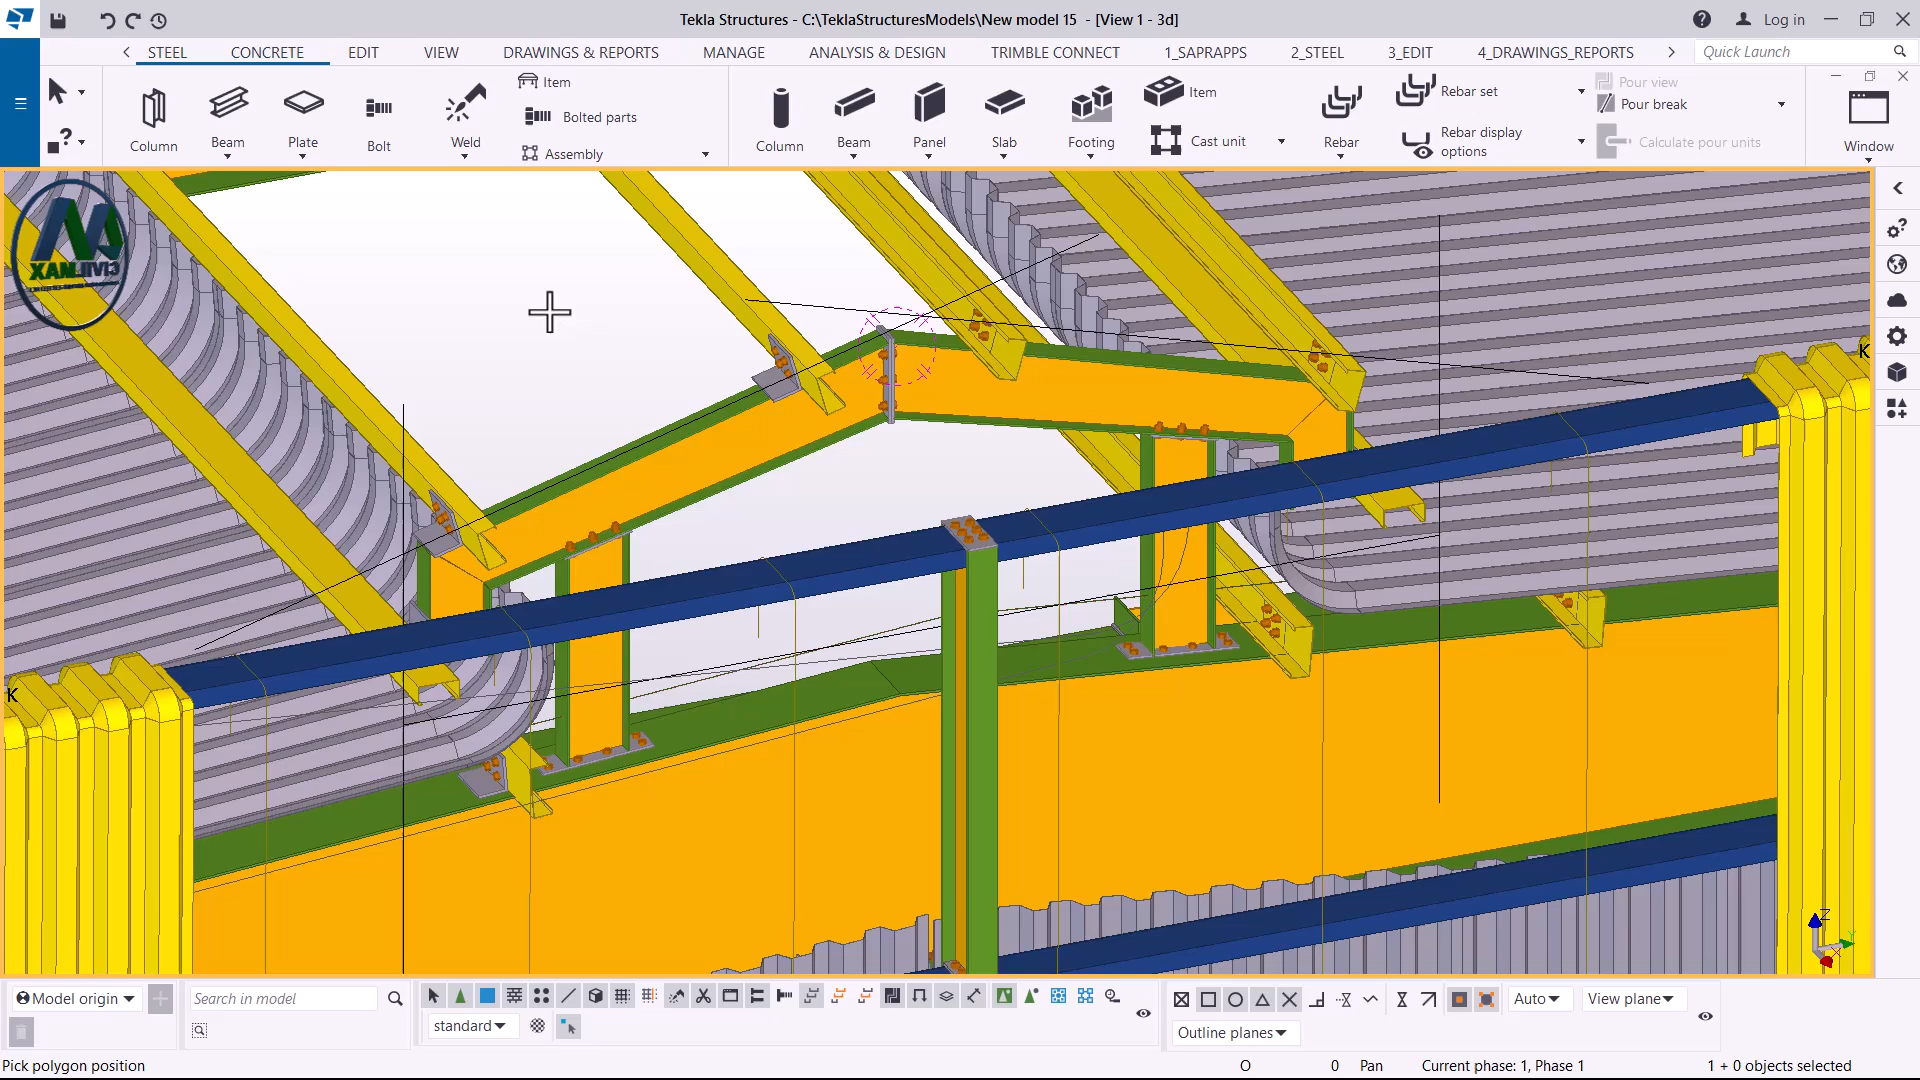 Tekla Structures - C:\TeklaStructuresModels\New model 15 - [View 1 - 3d]
Log in
STEEL CONCRETE EDIT VIEW DRAWINGS & REPORTS MANAGE ANALYSIS & DESIGN TRIMBLE CONNECT 1_SAPRAPPS 2_STEEL 3_EDIT 4_DRAWINGS_REPORTS
Quick Launch
Column
Beam
Plate
Bolt
Weld
Item
Bolted parts
Assembly
Column
Beam
Panel
Slab
Footing
Item
Cast unit
Rebar
Rebar set
Rebar display
options
Pour view
Pour break
Calculate pour units
Window
CIVILMAX
K
K
Z
Y
X
Model origin
Search in model
standard
Auto
View plane
Outline planes
Pick polygon position
O
0
Pan
Current phase: 1, Phase 1
1 + 0 objects selected